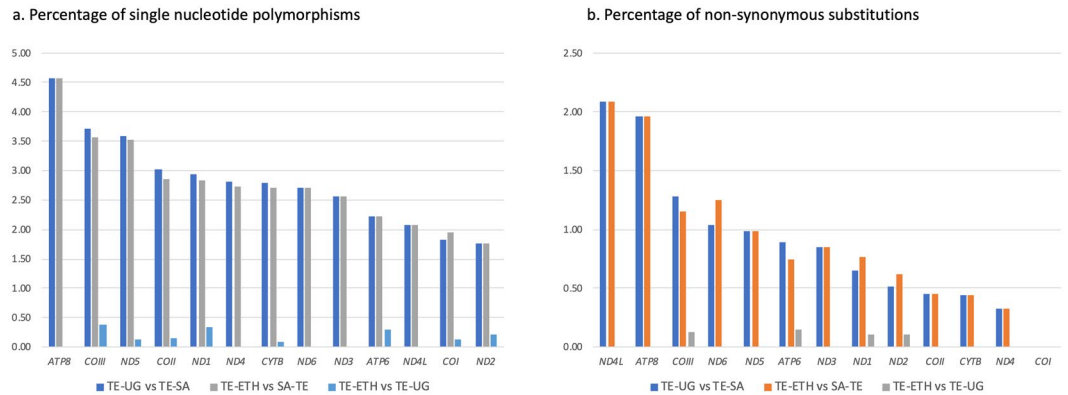 a. Percentage of single nucleotide polymorphisms
5.00
4.50
4.00
3.50
3.00
2.50
2.00
1.50
1.00
0.50
0.00
ATP8 COIII ND5 COII ND1 ND4 CYTB ND6 ND3 ATP6 ND4L COI ND2
TE-UG vs TE-SA TE-ETH vs SA-TE TE-ETH vs TE-UG
b. Percentage of non-synonymous substitutions
2.50
2.00
1.50
1.00
0.50
0.00
ND4L ATP8 COIII ND6 ND5 ATP6 ND3 ND1 ND2 COII CYTB ND4 COI
TE-UG vs TE-SA TE-ETH vs SA-TE TE-ETH vs TE-UG